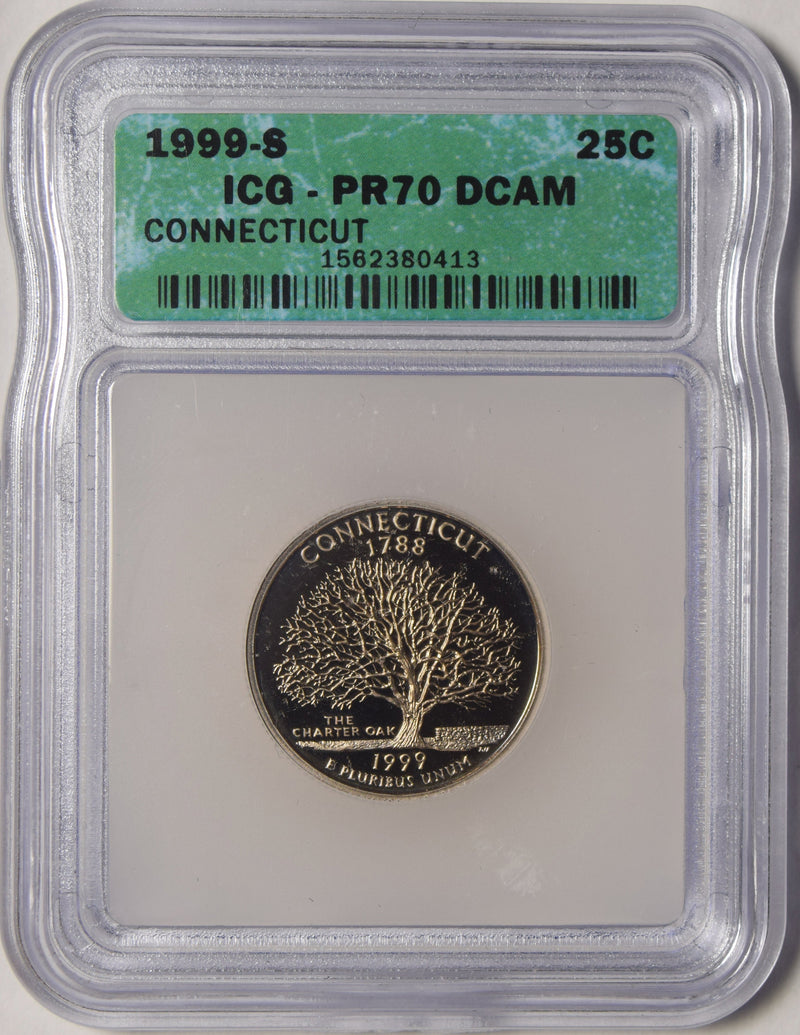 1999-S 25C
ICG - PR70 DCAM
CONNECTICUT
1562380413
CONNECTICUT
1788
THE
CHARTER OAK
1999
E PLURIBUS UNUM